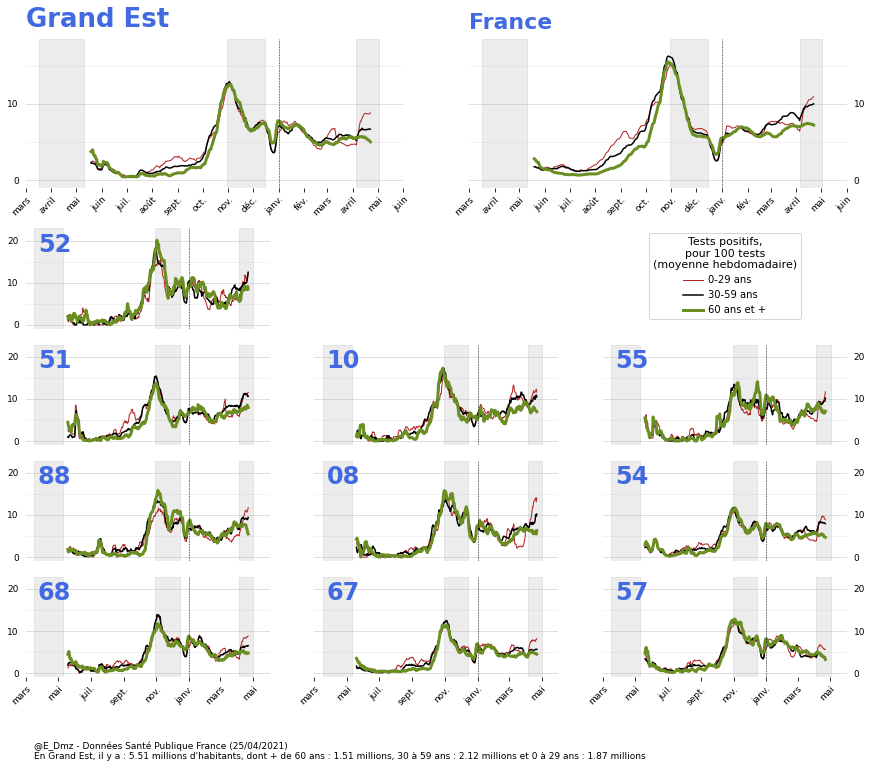 Grand Est
France
10
0
mars avril mai juin juil. août sept. oct. nov. déc. janv. fév. mars avril mai juin
10
0
mars avril mai juin juil. août sept. oct. nov. déc. janv. fév. mars avril mai juin
52
20
10
0
Tests positifs,
pour 100 tests
(moyenne hebdomadaire)
0-29 ans
30-59 ans
60 ans et +
51
10
55
20
10
0
20
10
0
88
08
54
20
10
0
20
10
0
68
67
57
20
10
0
20
10
0
mars mai juil. sept. nov. janv. mars mai
mars mai juil. sept. nov. janv. mars mai
mars mai juil. sept. nov. janv. mars mai
@E_Dmz - Données Santé Publique France (25/04/2021)
En Grand Est, il y a : 5.51 millions d'habitants, dont + de 60 ans : 1.51 millions, 30 à 59 ans : 2.12 millions et 0 à 29 ans : 1.87 millions